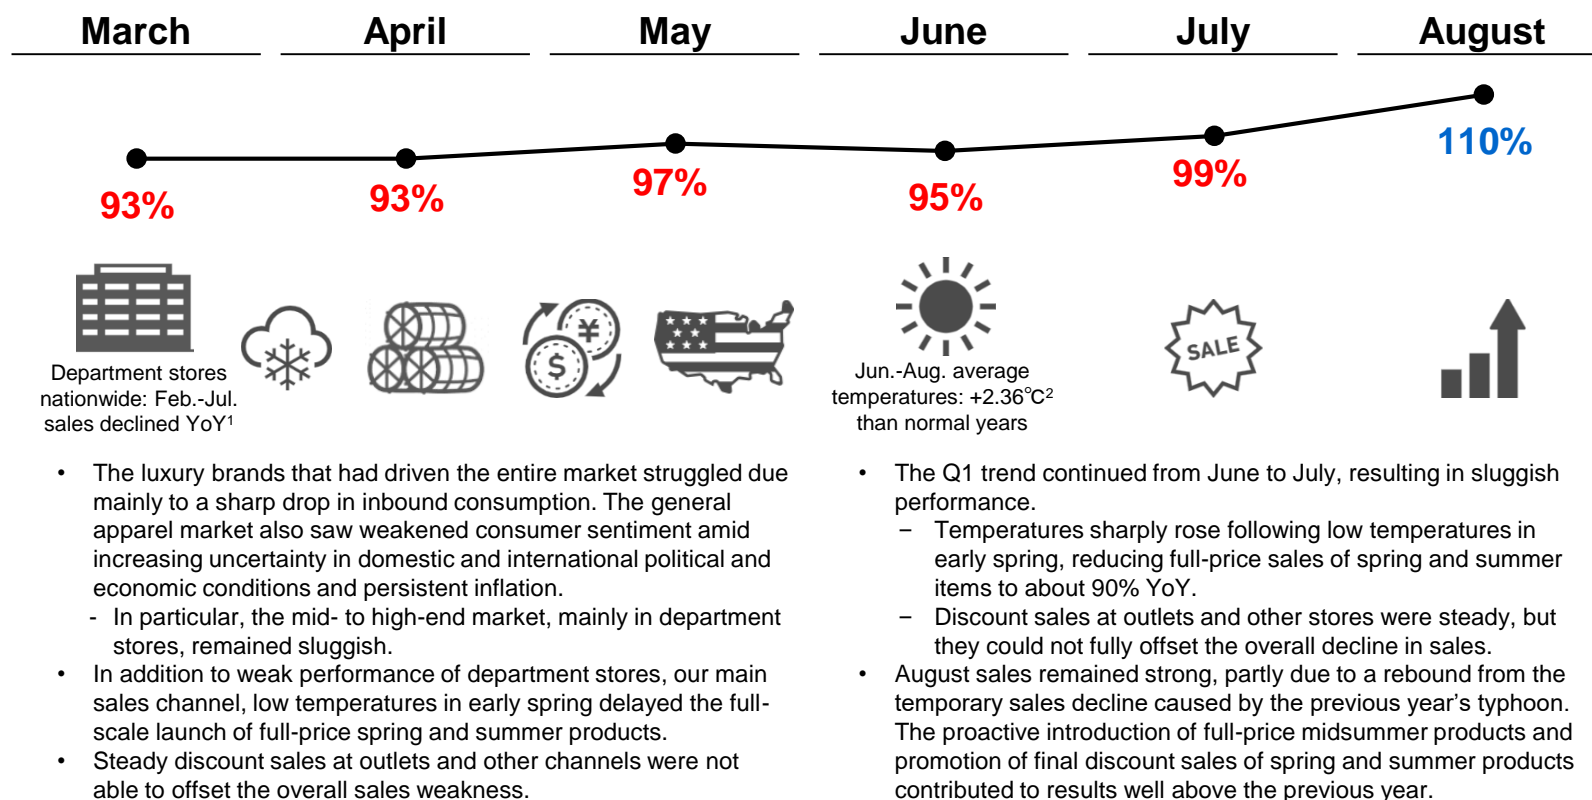 March
April
May
June
July
August
93%
93%
97%
95%
99%
110%
Department stores
nationwide: Feb.-Jul.
sales declined YoY¹
¥
$
Jun.-Aug. average
temperatures: +2.36℃²
than normal years
SALE
• The luxury brands that had driven the entire market struggled due
mainly to a sharp drop in inbound consumption. The general
apparel market also saw weakened consumer sentiment amid
increasing uncertainty in domestic and international political and
economic conditions and persistent inflation.
- In particular, the mid- to high-end market, mainly in department
stores, remained sluggish.
• In addition to weak performance of department stores, our main
sales channel, low temperatures in early spring delayed the full-
scale launch of full-price spring and summer products.
• Steady discount sales at outlets and other channels were not
able to offset the overall sales weakness.
• The Q1 trend continued from June to July, resulting in sluggish
performance.
– Temperatures sharply rose following low temperatures in
early spring, reducing full-price sales of spring and summer
items to about 90% YoY.
– Discount sales at outlets and other stores were steady, but
they could not fully offset the overall decline in sales.
• August sales remained strong, partly due to a rebound from the
temporary sales decline caused by the previous year’s typhoon.
The proactive introduction of full-price midsummer products and
promotion of final discount sales of spring and summer products
contributed to results well above the previous year.